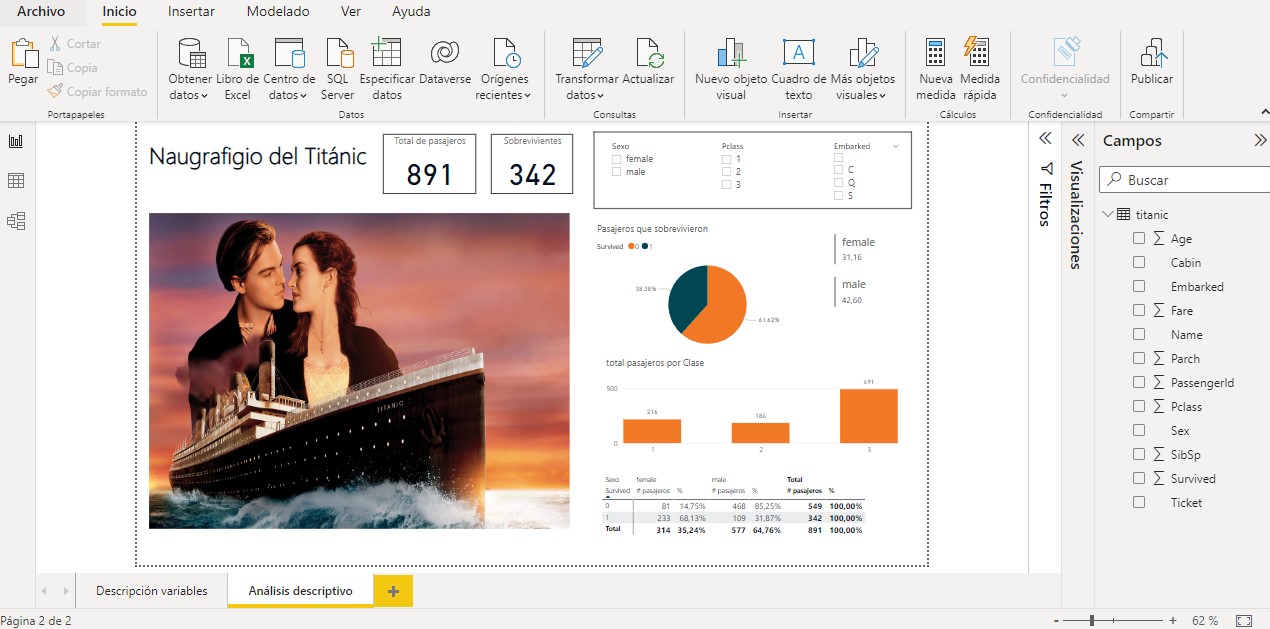 Archivo Inicio Insertar Modelado Ver Ayuda
Pegar
Cortar
Copia
Copiar formato
Portapapeles
Obtener datos
Libro de Excel
Centro de datos
SQL Server
Especificar datos
Dataverse
Orígenes recientes
Datos
Transformar datos
Actualizar
Consultas
Nuevo objeto visual
Cuadro de texto
Más objetos visuales
Insertar
Nueva medida
Medida rápida
Cálculos
Confidencialidad
Confidencialidad
Publicar
Compartir
Naugrafigio del Titánic
Total de pasajeros
891
Sobrevivientes
342
Sexo
female
male
Pclass
1
2
3
Embarked
C
Q
S
TITANIC
Pasajeros que sobrevivieron
Survived 0 1
38.38%
61.62%
female
31,16
male
42,60
total pasajeros por Clase
500
0
216
184
491
1 2 3
Sexo female male Total
Survived # pasajeros % # pasajeros % # pasajeros %
0 81 14,75% 468 85,25% 549 100,00%
1 233 68,13% 109 31,87% 342 100,00%
Total 314 35,24% 577 64,76% 891 100,00%
Filtros
Visualizaciones
Campos
Buscar
titanic
Age
Cabin
Embarked
Fare
Name
Parch
PassengerId
Pclass
Sex
SibSp
Survived
Ticket
Descripción variables
Análisis descriptivo
Página 2 de 2
62 %